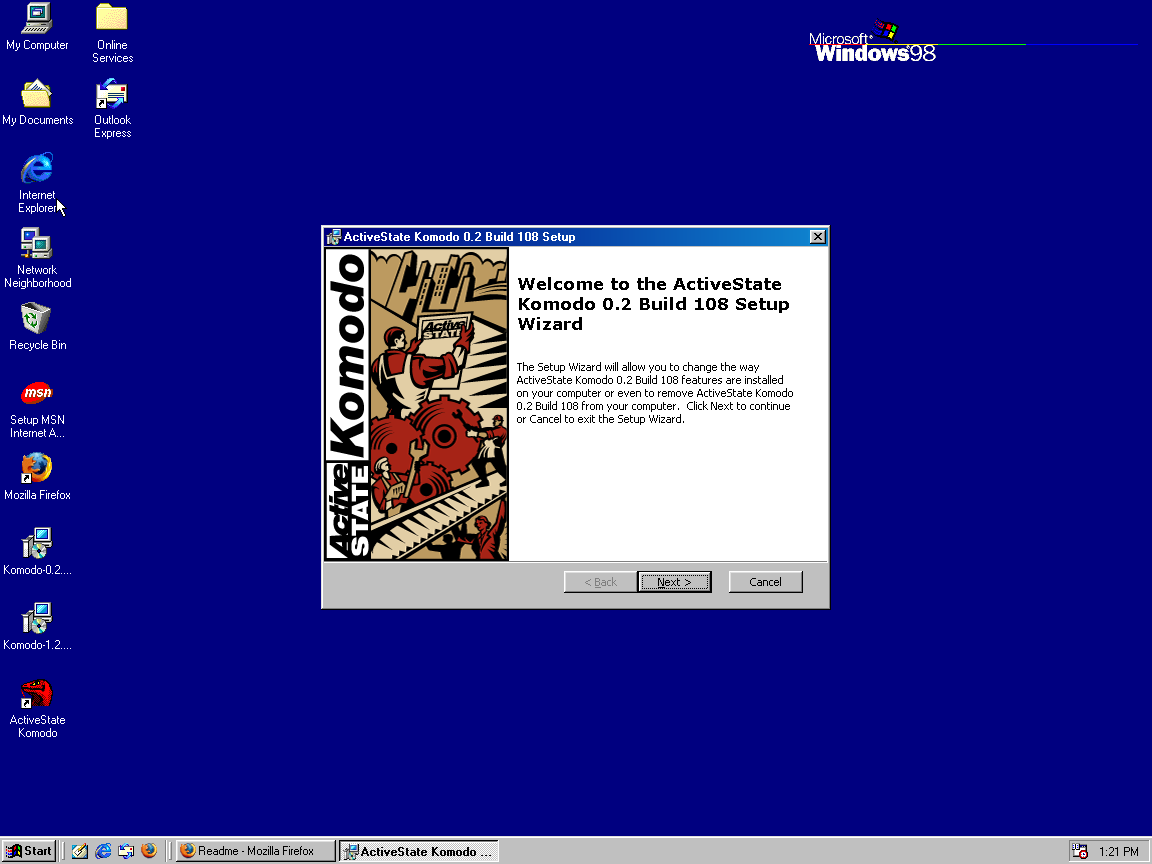 My Computer
Online
Services
My Documents
Outlook
Express
Internet
Explorer
Network
Neighborhood
Recycle Bin
msn
Setup MSN
Internet A...
Mozilla Firefox
Komodo-0.2....
Komodo-1.2....
ActiveState
Komodo
Microsoft®
Windows®98
ActiveState Komodo 0.2 Build 108 Setup
Komodo
Active
STATE
Active
STATE
Welcome to the ActiveState
Komodo 0.2 Build 108 Setup
Wizard
The Setup Wizard will allow you to change the way
ActiveState Komodo 0.2 Build 108 features are installed
on your computer or even to remove ActiveState Komodo
0.2 Build 108 from your computer.  Click Next to continue
or Cancel to exit the Setup Wizard.
< Back
Next >
Cancel
Start
Readme - Mozilla Firefox
ActiveState Komodo ...
1:21 PM